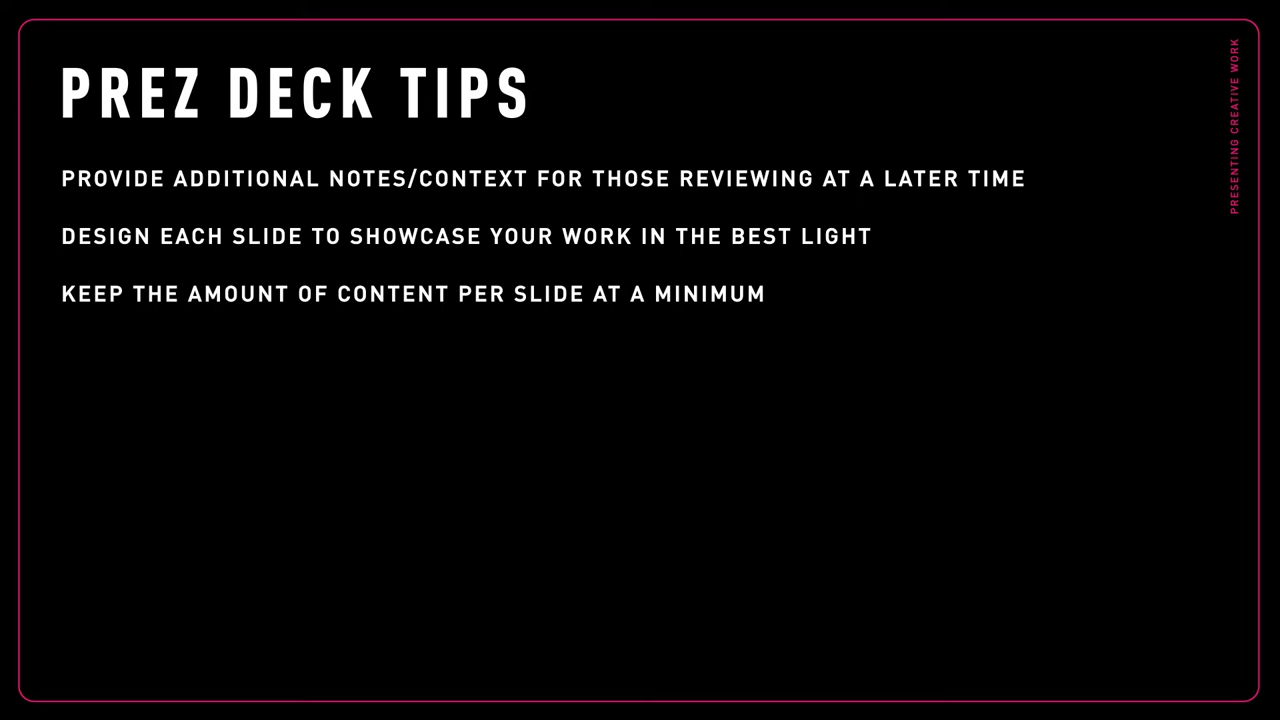 PREZ DECK TIPS
PROVIDE ADDITIONAL NOTES/CONTEXT FOR THOSE REVIEWING AT A LATER TIME
DESIGN EACH SLIDE TO SHOWCASE YOUR WORK IN THE BEST LIGHT
KEEP THE AMOUNT OF CONTENT PER SLIDE AT A MINIMUM
PRESENTING CREATIVE WORK